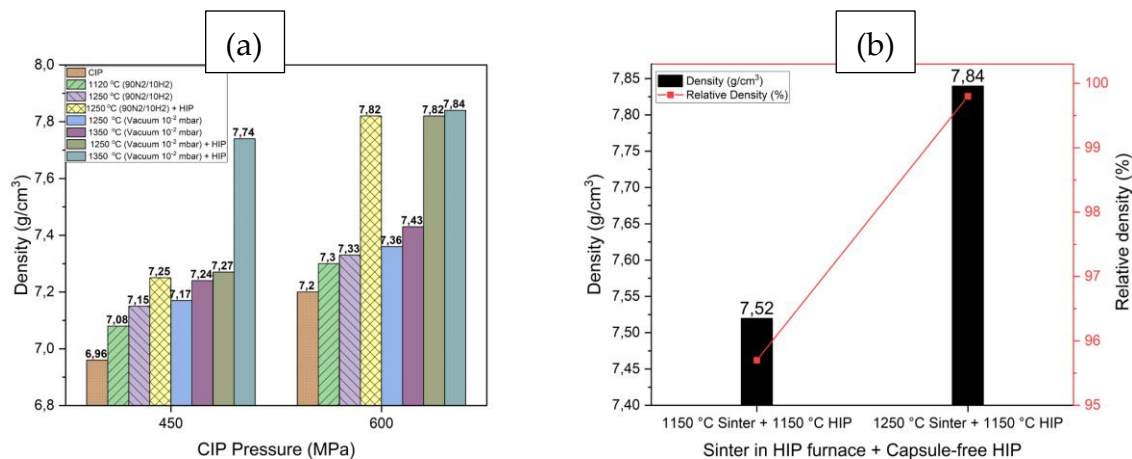 (a)
8,0
7,8
7,6
7,4
7,2
7,0
6,8
Density (g/cm³)
CIP
1120 °C (90N2/10H2)
1250 °C (90N2/10H2)
1250 °C (90N2/10H2) + HIP
1250 °C (Vacuum 10⁻² mbar)
1350 °C (Vacuum 10⁻² mbar)
1250 °C (Vacuum 10⁻² mbar) + HIP
1350 °C (Vacuum 10⁻² mbar) + HIP
6,96
7,08
7,15
7,25
7,17
7,24
7,27
7,74
7,2
7,3
7,33
7,82
7,36
7,43
7,82
7,84
450
600
CIP Pressure (MPa)
(b)
7,85
7,80
7,75
7,70
7,65
7,60
7,55
7,50
7,45
7,40
Density (g/cm³)
Density (g/cm³)
Relative Density (%)
7,52
7,84
100
99
98
97
96
95
Relative density (%)
1150 °C Sinter + 1150 °C HIP
1250 °C Sinter + 1150 °C HIP
Sinter in HIP furnace + Capsule-free HIP